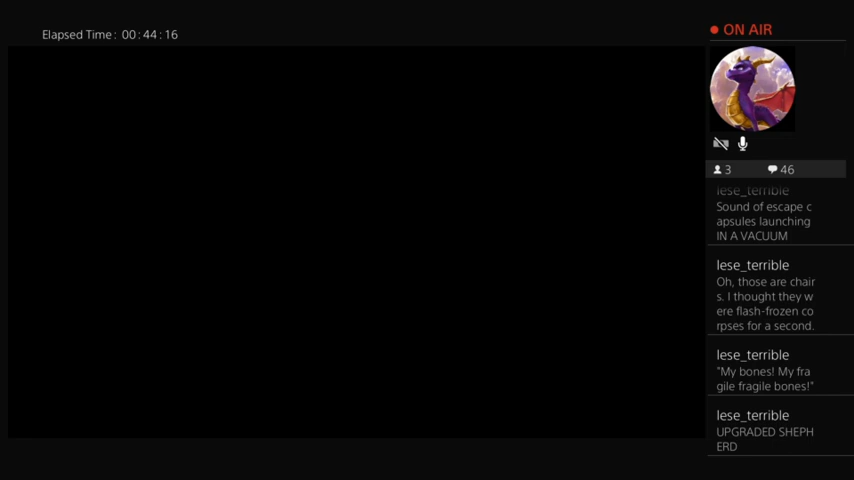 Elapsed Time: 00:44:16
ON AIR
3 46
lese_terrible
Sound of escape c
apsules launching
IN A VACUUM
lese_terrible
Oh, those are chair
s. I thought they w
ere flash-frozen co
rpses for a second.
lese_terrible
"My bones! My fra
gile fragile bones!"
lese_terrible
UPGRADED SHEPH
ERD